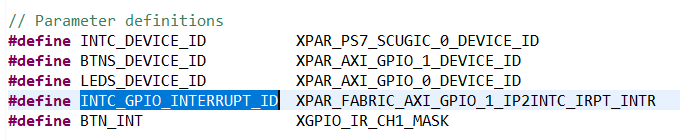 // Parameter definitions
#define INTC_DEVICE_ID XPAR_PS7_SCUGIC_0_DEVICE_ID
#define BTNS_DEVICE_ID XPAR_AXI_GPIO_1_DEVICE_ID
#define LEDS_DEVICE_ID XPAR_AXI_GPIO_0_DEVICE_ID
#define INTC_GPIO_INTERRUPT_ID XPAR_FABRIC_AXI_GPIO_1_IP2INTC_IRPT_INTR
#define BTN_INT XGPIO_IR_CH1_MASK